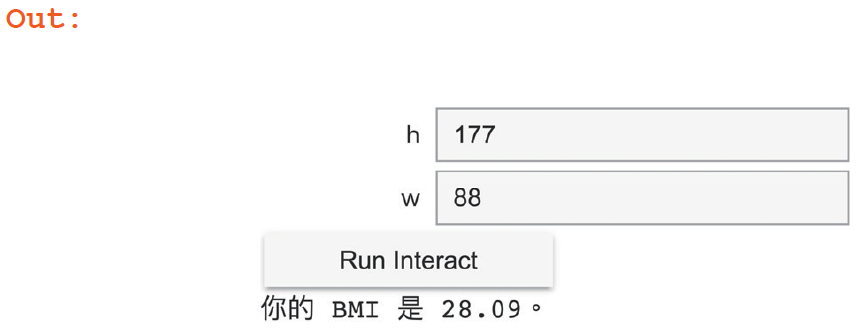 Out:
h 177
w 88
Run Interact
你的 BMI 是 28.09。